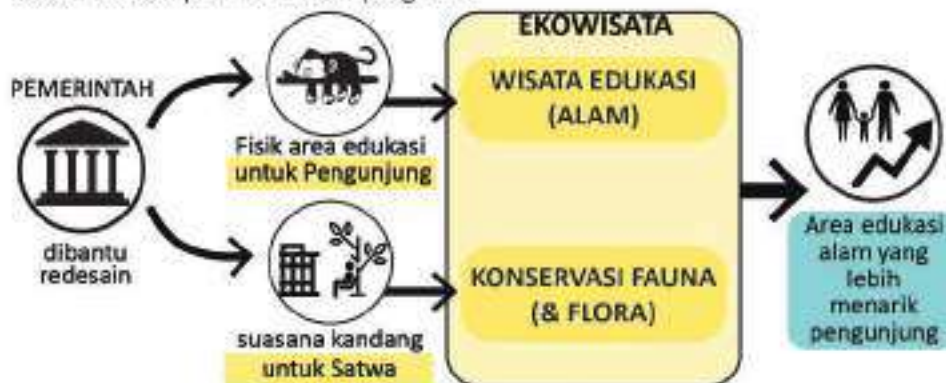 PEMERINTAH
dibantu
redesain
Fisik area edukasi
untuk Pengunjung
suasana kandang
untuk Satwa
EKOWISATA
WISATA EDUKASI
(ALAM)
KONSERVASI FAUNA
(& FLORA)
Area edukasi
alam yang
lebih
menarik
pengunjung